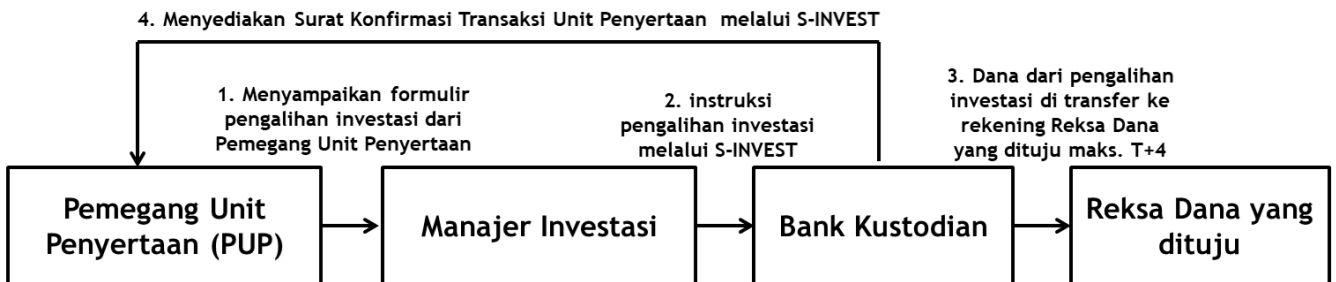 4. Menyediakan Surat Konfirmasi Transaksi Unit Penyertaan melalui S-INVEST
1. Menyampaikan formulir
pengalihan investasi dari
Pemegang Unit Penyertaan
2. instruksi
pengalihan investasi
melalui S-INVEST
3. Dana dari pengalihan
investasi di transfer ke
rekening Reksa Dana
yang dituju maks. T+4
Pemegang Unit
Penyertaan (PUP)
Manajer Investasi
Bank Kustodian
Reksa Dana yang
dituju